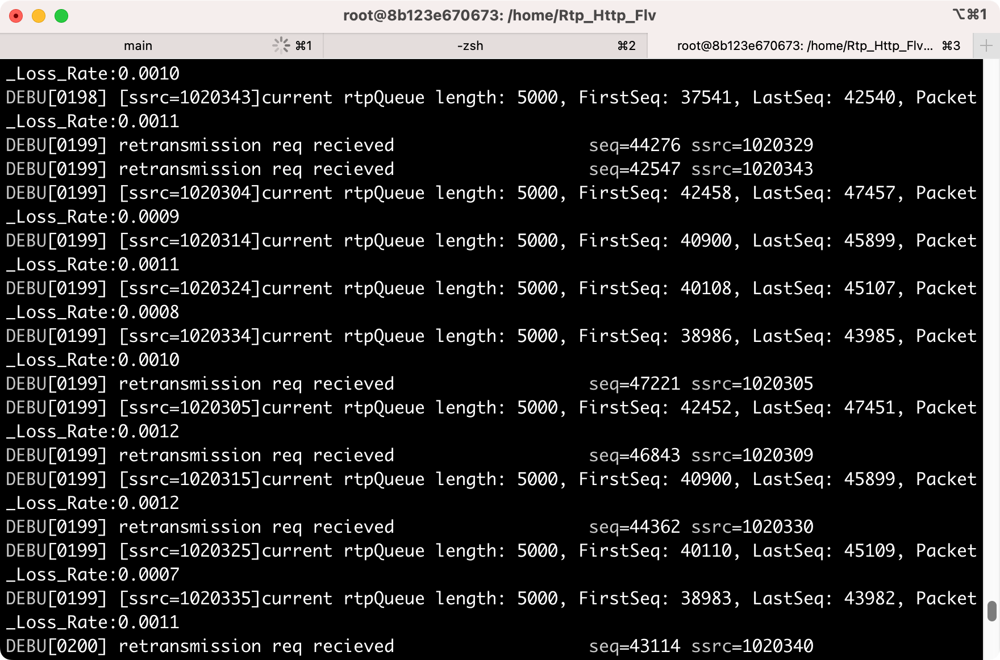 root@8b123e670673: /home/Rtp_Http_Flv ⌥⌘1
main ⌘1 -zsh ⌘2 root@8b123e670673: /home/Rtp_Http_Flv... ⌘3 +
_Loss_Rate:0.0010
DEBU[0198] [ssrc=1020343]current rtpQueue length: 5000, FirstSeq: 37541, LastSeq: 42540, Packet
_Loss_Rate:0.0011
DEBU[0199] retransmission req recieved seq=44276 ssrc=1020329
DEBU[0199] retransmission req recieved seq=42547 ssrc=1020343
DEBU[0199] [ssrc=1020304]current rtpQueue length: 5000, FirstSeq: 42458, LastSeq: 47457, Packet
_Loss_Rate:0.0009
DEBU[0199] [ssrc=1020314]current rtpQueue length: 5000, FirstSeq: 40900, LastSeq: 45899, Packet
_Loss_Rate:0.0011
DEBU[0199] [ssrc=1020324]current rtpQueue length: 5000, FirstSeq: 40108, LastSeq: 45107, Packet
_Loss_Rate:0.0008
DEBU[0199] [ssrc=1020334]current rtpQueue length: 5000, FirstSeq: 38986, LastSeq: 43985, Packet
_Loss_Rate:0.0010
DEBU[0199] retransmission req recieved seq=47221 ssrc=1020305
DEBU[0199] [ssrc=1020305]current rtpQueue length: 5000, FirstSeq: 42452, LastSeq: 47451, Packet
_Loss_Rate:0.0012
DEBU[0199] retransmission req recieved seq=46843 ssrc=1020309
DEBU[0199] [ssrc=1020315]current rtpQueue length: 5000, FirstSeq: 40900, LastSeq: 45899, Packet
_Loss_Rate:0.0012
DEBU[0199] retransmission req recieved seq=44362 ssrc=1020330
DEBU[0199] [ssrc=1020325]current rtpQueue length: 5000, FirstSeq: 40110, LastSeq: 45109, Packet
_Loss_Rate:0.0007
DEBU[0199] [ssrc=1020335]current rtpQueue length: 5000, FirstSeq: 38983, LastSeq: 43982, Packet
_Loss_Rate:0.0011
DEBU[0200] retransmission req recieved seq=43114 ssrc=1020340